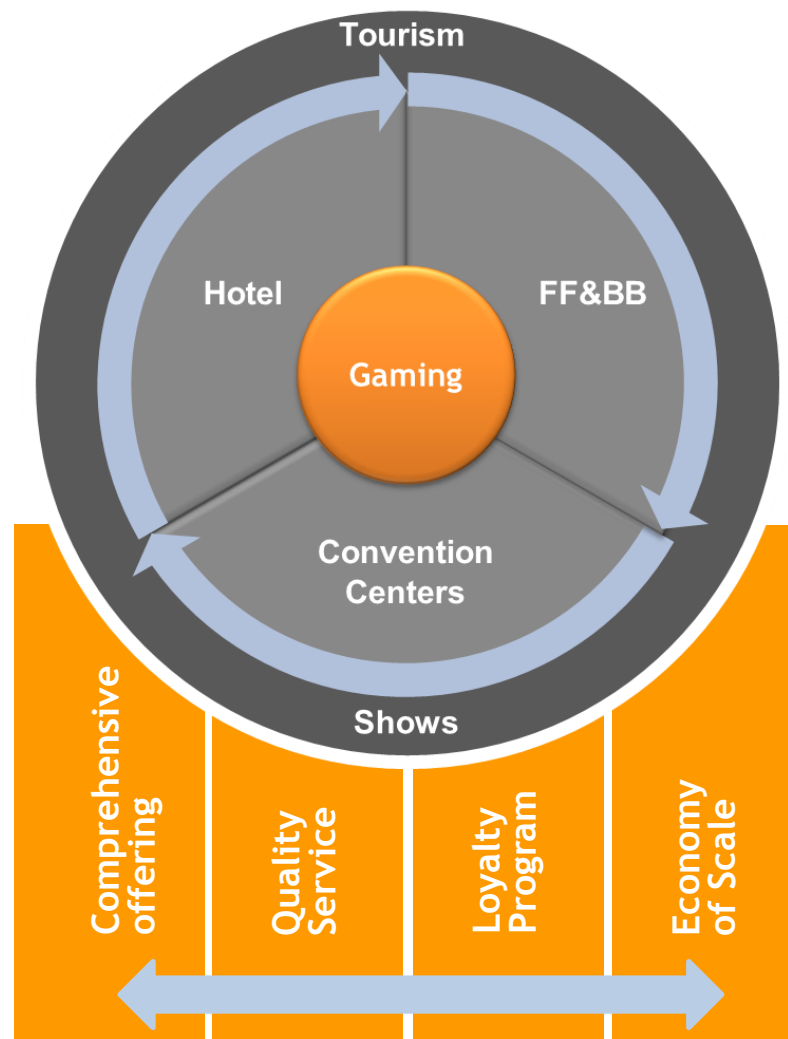 Tourism
Hotel
FF&BB
Gaming
Convention
Centers
Shows
Comprehensive
offering
Quality
Service
Loyalty
Program
Economy
of Scale